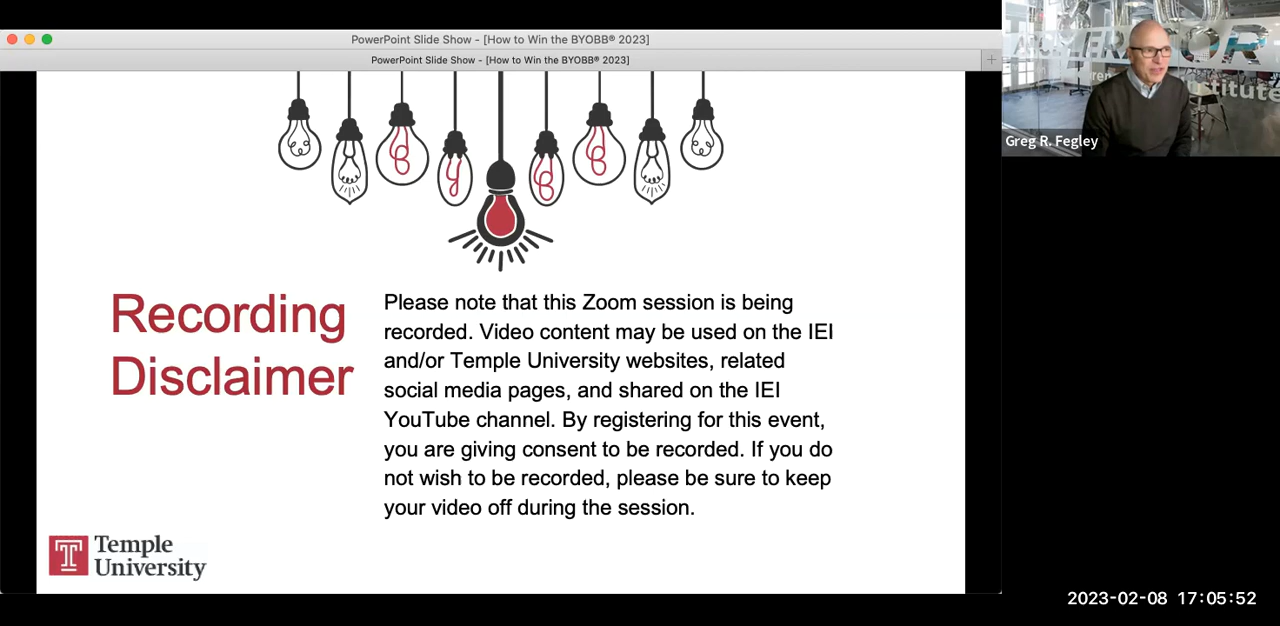 PowerPoint Slide Show - [How to Win the BYOBB® 2023]
PowerPoint Slide Show - [How to Win the BYOBB® 2023]
B
y
B
B
Recording
Disclaimer
Please note that this Zoom session is being
recorded. Video content may be used on the IEI
and/or Temple University websites, related
social media pages, and shared on the IEI
YouTube channel. By registering for this event,
you are giving consent to be recorded. If you do
not wish to be recorded, please be sure to keep
your video off during the session.
T
Temple
University
Greg R. Fegley
2023-02-08 17:05:52